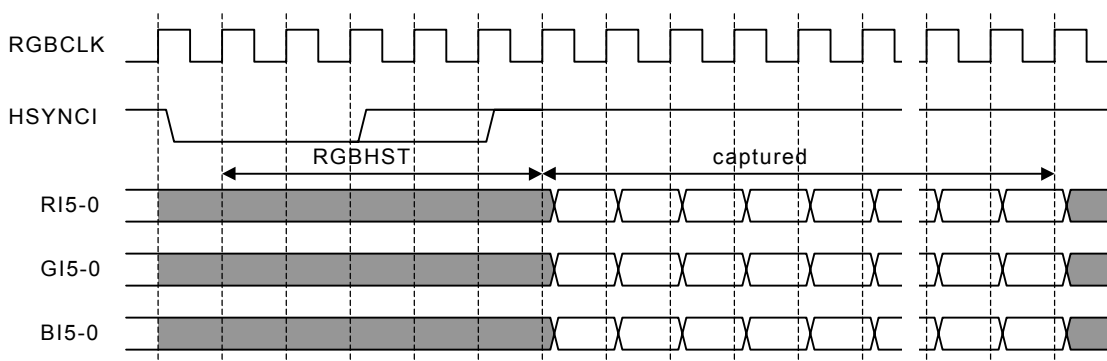 RGBCLK
HSYNCI
RGBHST
captured
RI5-0
GI5-0
BI5-0